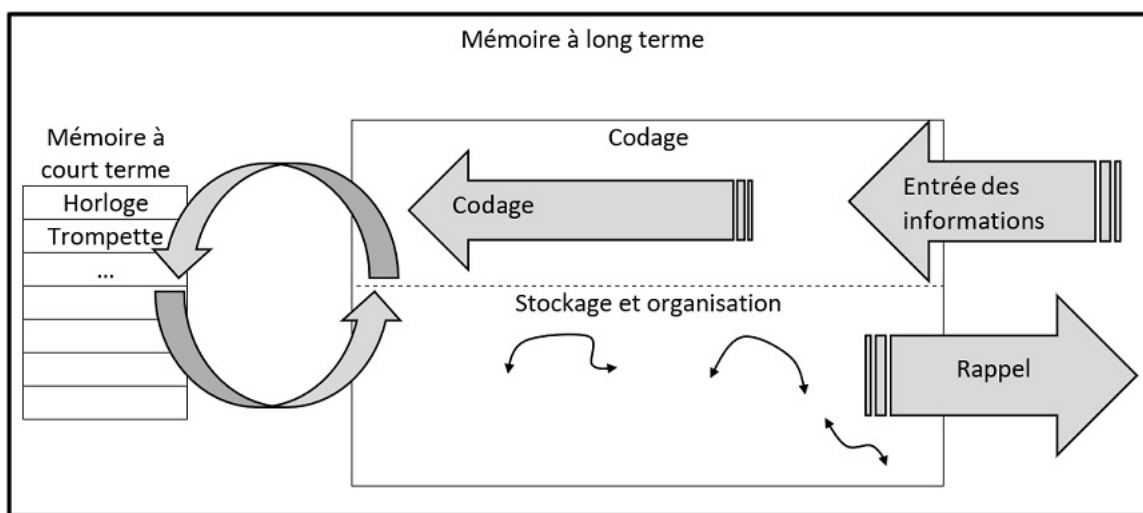 Mémoire à long terme
Mémoire à
court terme
Horloge
Trompette
...
Codage
Codage
Entrée des
informations
Stockage et organisation
Rappel